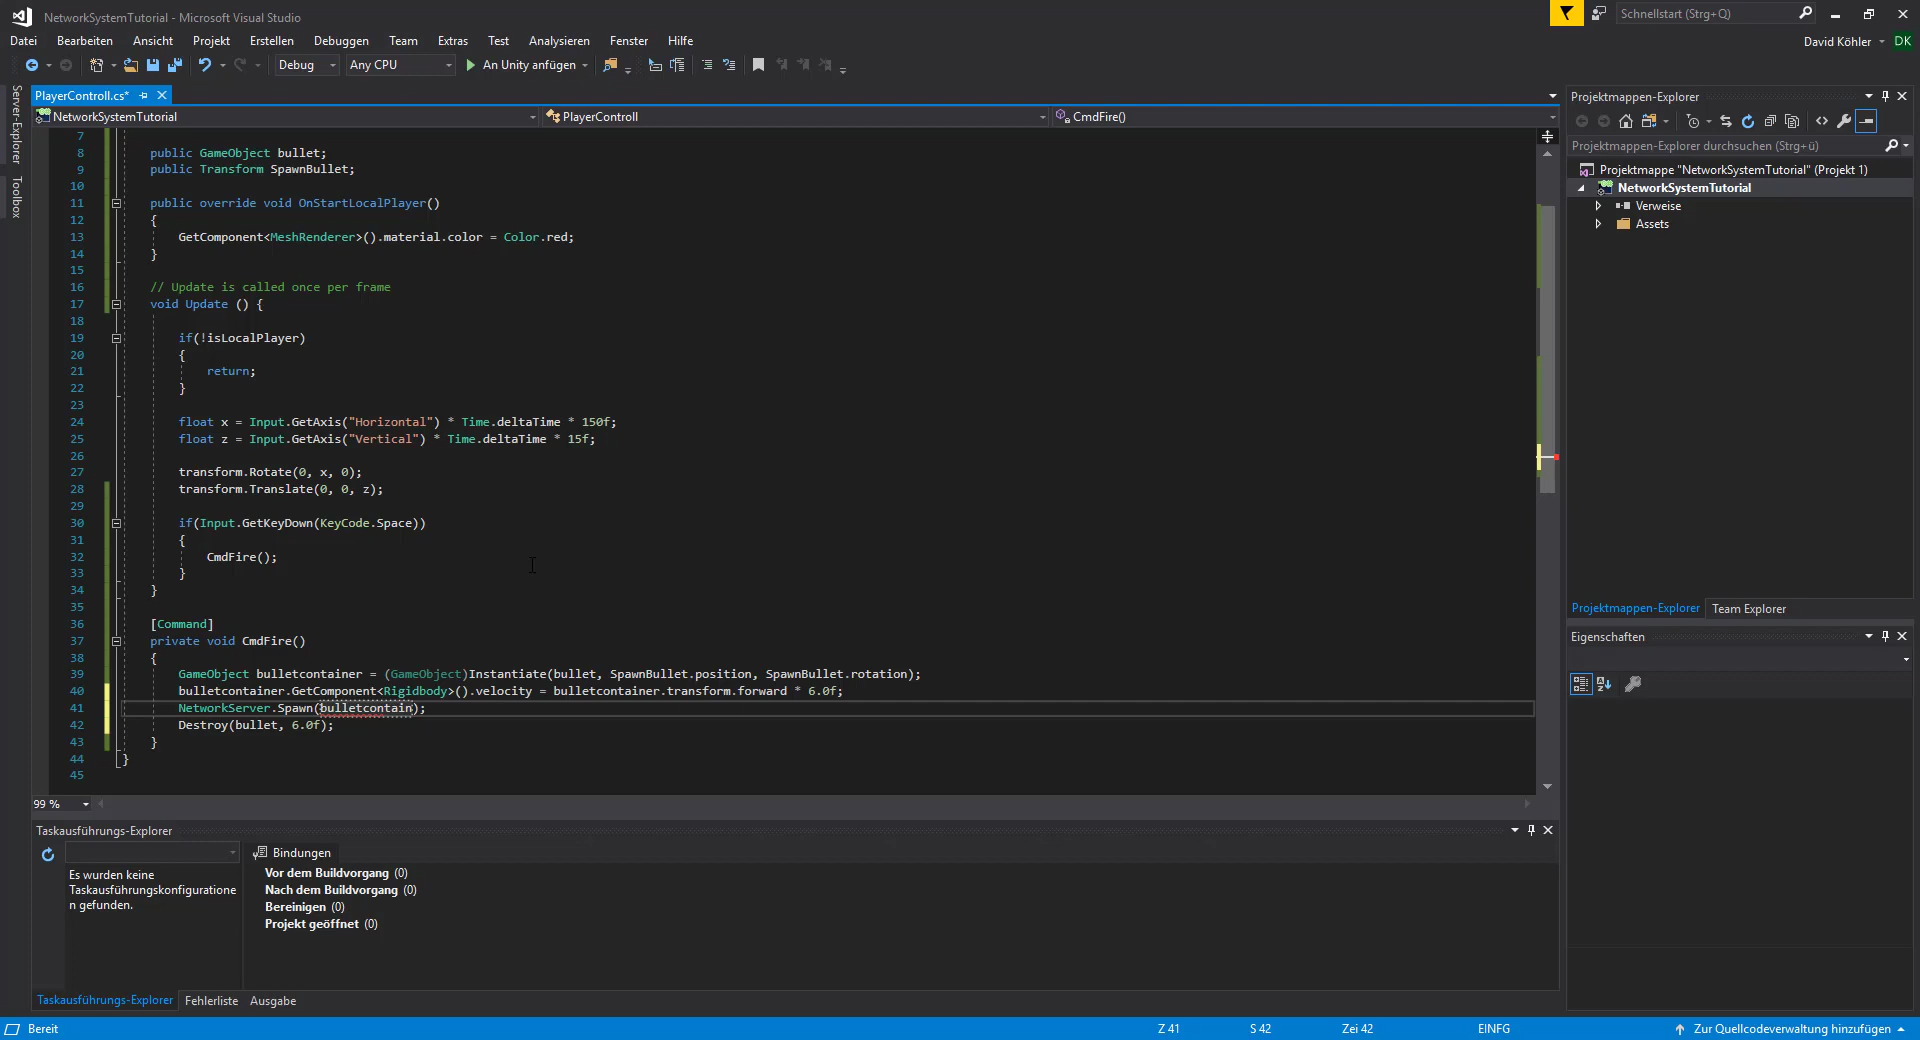 NetworkSystemTutorial - Microsoft Visual Studio
Schnellstart (Strg+Q)
Datei Bearbeiten Ansicht Projekt Erstellen Debuggen Team Extras Test Analysieren Fenster Hilfe
David Köhler DK
Debug Any CPU An Unity anfügen
Server-Explorer
Toolbox
PlayerControll.cs*
NetworkSystemTutorial PlayerControll CmdFire()
7
8 public GameObject bullet;
9 public Transform SpawnBullet;
10
11 public override void OnStartLocalPlayer()
12 {
13 GetComponent<MeshRenderer>().material.color = Color.red;
14 }
15
16 // Update is called once per frame
17 void Update () {
18
19 if(!isLocalPlayer)
20 {
21 return;
22 }
23
24 float x = Input.GetAxis("Horizontal") * Time.deltaTime * 150f;
25 float z = Input.GetAxis("Vertical") * Time.deltaTime * 15f;
26
27 transform.Rotate(0, x, 0);
28 transform.Translate(0, 0, z);
29
30 if(Input.GetKeyDown(KeyCode.Space))
31 {
32 CmdFire();
33 }
34 }
35
36 [Command]
37 private void CmdFire()
38 {
39 GameObject bulletcontainer = (GameObject)Instantiate(bullet, SpawnBullet.position, SpawnBullet.rotation);
40 bulletcontainer.GetComponent<Rigidbody>().velocity = bulletcontainer.transform.forward * 6.0f;
41 NetworkServer.Spawn(bulletcontain);
42 Destroy(bullet, 6.0f);
43 }
44 }
45
99 %
Projektmappen-Explorer
Projektmappen-Explorer durchsuchen (Strg+ü)
Projektmappe "NetworkSystemTutorial" (Projekt 1)
NetworkSystemTutorial
Verweise
Assets
Projektmappen-Explorer Team Explorer
Eigenschaften
Taskausführungs-Explorer
Es wurden keine
Taskausführungskonfiguratione
n gefunden.
Bindungen
Vor dem Buildvorgang (0)
Nach dem Buildvorgang (0)
Bereinigen (0)
Projekt geöffnet (0)
Taskausführungs-Explorer Fehlerliste Ausgabe
Bereit Z 41 S 42 Zei 42 EINFG Zur Quellcodeverwaltung hinzufügen